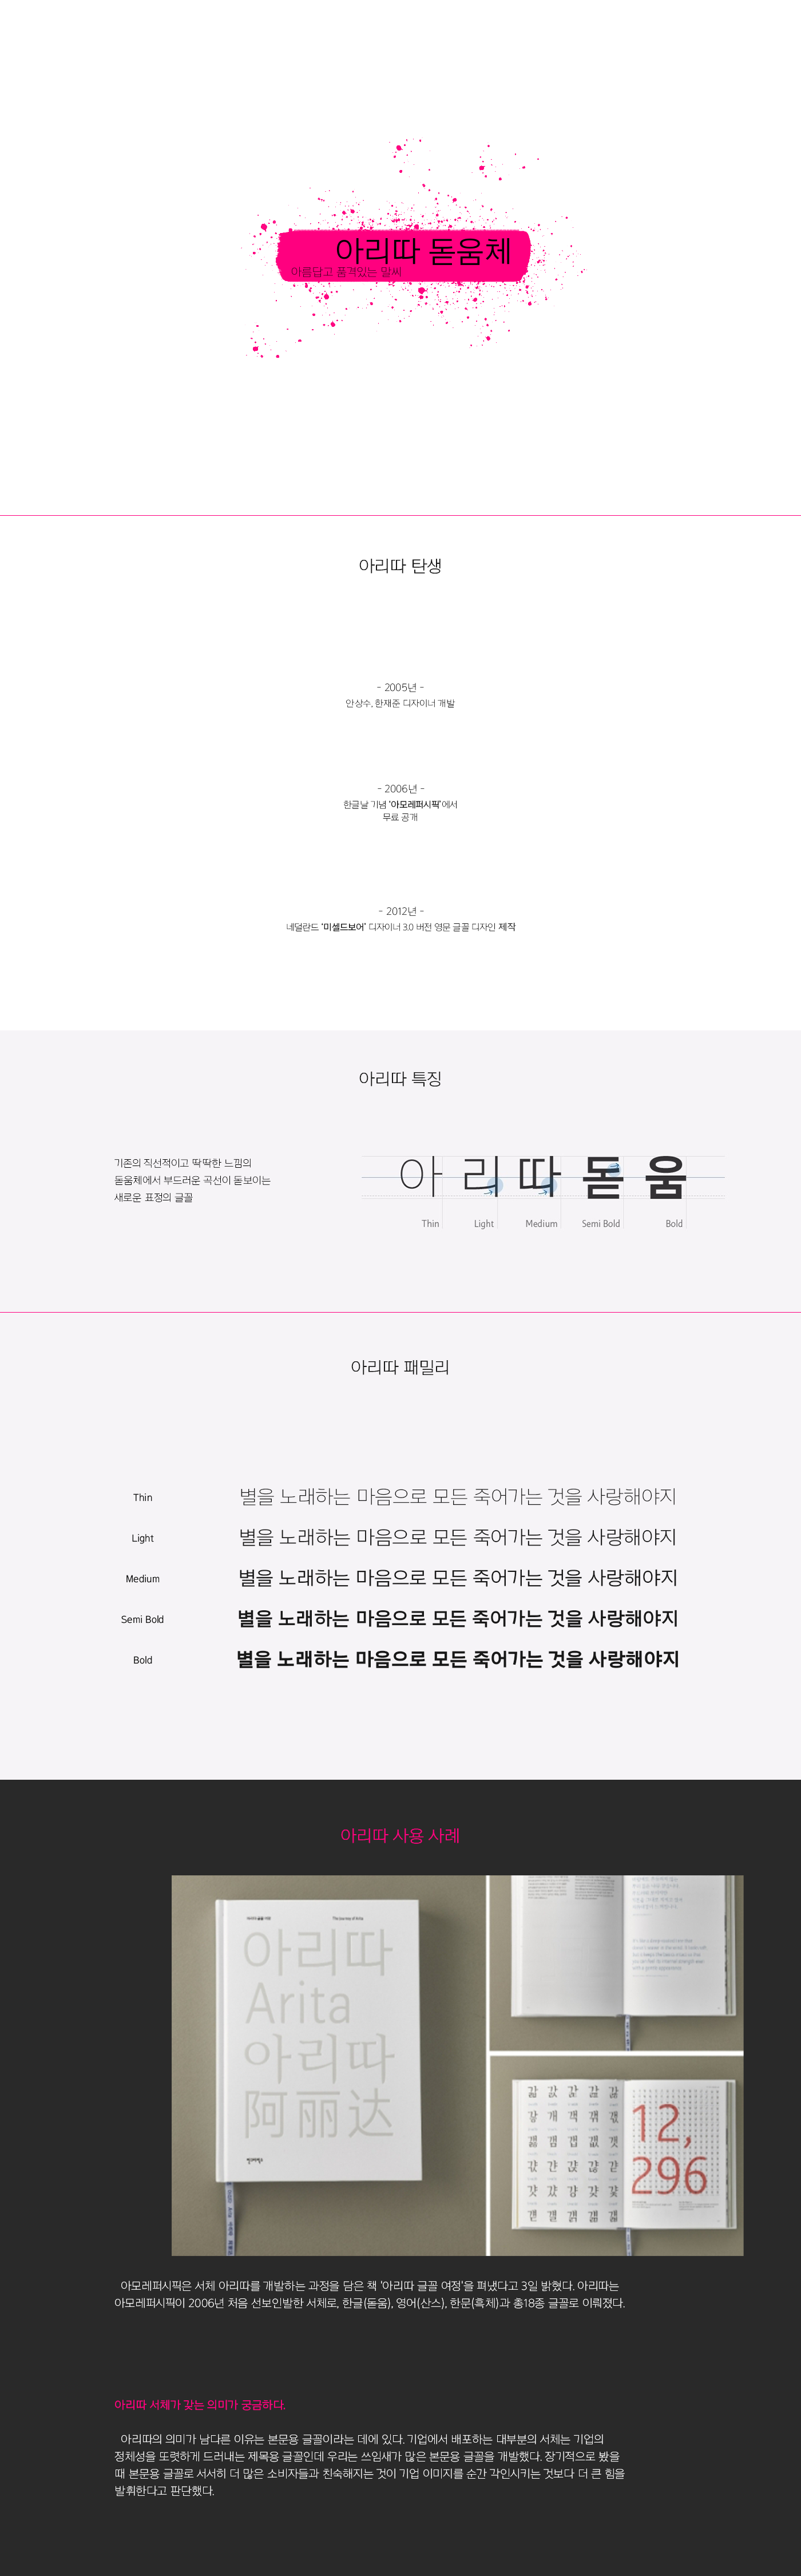 아리따 돋움체
아름답고 품격있는 말씨
아리따 탄생
- 2005년 -
안상수, 한재준 디자이너 개발
- 2006년 -
한글날 기념 '아모레퍼시픽'에서
무료 공개
- 2012년 -
네덜란드 '미셸드보어' 디자이너 3.0 버전 영문 글꼴 디자인 제작
아리따 특징
기존의 직선적이고 딱딱한 느낌의
돋움체에서 부드러운 곡선이 돋보이는
새로운 표정의 글꼴
아 리 따 돋 움
Thin Light Medium Semi Bold Bold
아리따 패밀리
Thin 별을 노래하는 마음으로 모든 죽어가는 것을 사랑해야지
Light 별을 노래하는 마음으로 모든 죽어가는 것을 사랑해야지
Medium 별을 노래하는 마음으로 모든 죽어가는 것을 사랑해야지
Semi Bold 별을 노래하는 마음으로 모든 죽어가는 것을 사랑해야지
Bold 별을 노래하는 마음으로 모든 죽어가는 것을 사랑해야지
아리따 사용 사례
The Journey of Arita
아리따
Arita
아리따
阿丽达
12,
296
아모레퍼시픽은 서체 아리따를 개발하는 과정을 담은 책 '아리따 글꼴 여정'을 펴냈다고 3일 밝혔다. 아리따는
아모레퍼시픽이 2006년 처음 선보인발한 서체로, 한글(돋움), 영어(산스), 한문(흑체)과 총18종 글꼴로 이뤄졌다.
아리따 서체가 갖는 의미가 궁금하다.
아리따의 의미가 남다른 이유는 본문용 글꼴이라는 데에 있다. 기업에서 배포하는 대부분의 서체는 기업의
정체성을 또렷하게 드러내는 제목용 글꼴인데 우리는 쓰임새가 많은 본문용 글꼴을 개발했다. 장기적으로 봤을
때 본문용 글꼴로 서서히 더 많은 소비자들과 친숙해지는 것이 기업 이미지를 순간 각인시키는 것보다 더 큰 힘을
발휘한다고 판단했다.